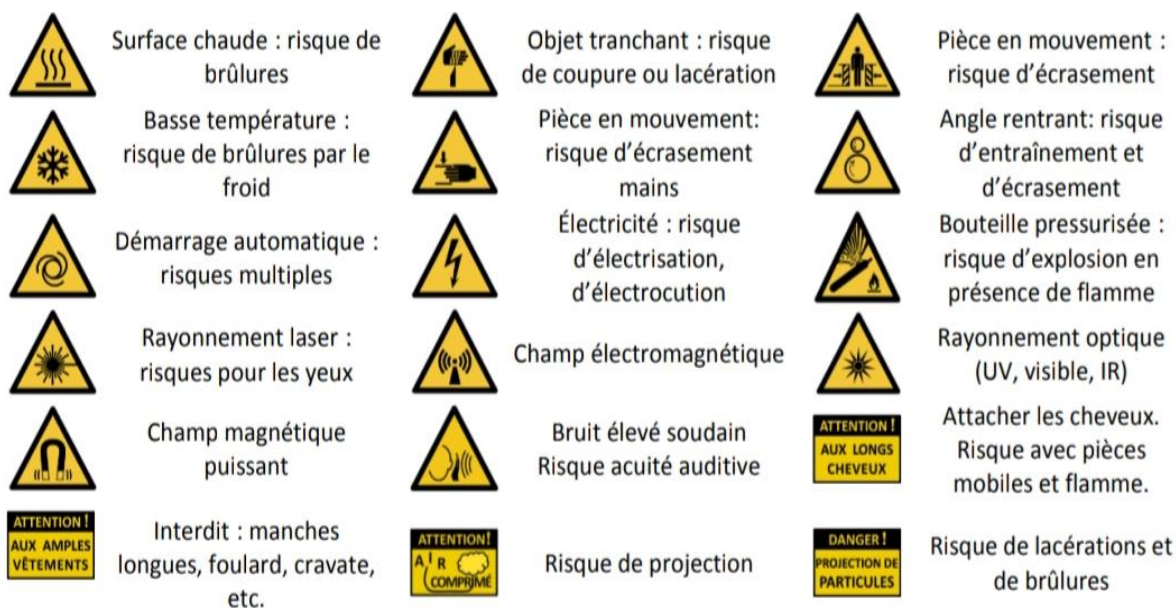 Surface chaude : risque de
brûlures
Objet tranchant : risque
de coupure ou lacération
Pièce en mouvement :
risque d'écrasement
Basse température :
risque de brûlures par le
froid
Pièce en mouvement:
risque d'écrasement
mains
Angle rentrant: risque
d'entraînement et
d'écrasement
Démarrage automatique :
risques multiples
Électricité : risque
d'électrisation,
d'électrocution
Bouteille pressurisée :
risque d'explosion en
présence de flamme
Rayonnement laser :
risques pour les yeux
Champ électromagnétique
Rayonnement optique
(UV, visible, IR)
Champ magnétique
puissant
Bruit élevé soudain
Risque acuité auditive
ATTENTION !
AUX LONGS
CHEVEUX
Attacher les cheveux.
Risque avec pièces
mobiles et flamme.
ATTENTION !
AUX AMPLES
VÊTEMENTS
Interdit : manches
longues, foulard, cravate,
etc.
ATTENTION!
AIR
COMPRIMÉ
Risque de projection
DANGER !
PROJECTION DE
PARTICULES
Risque de lacérations et
de brûlures